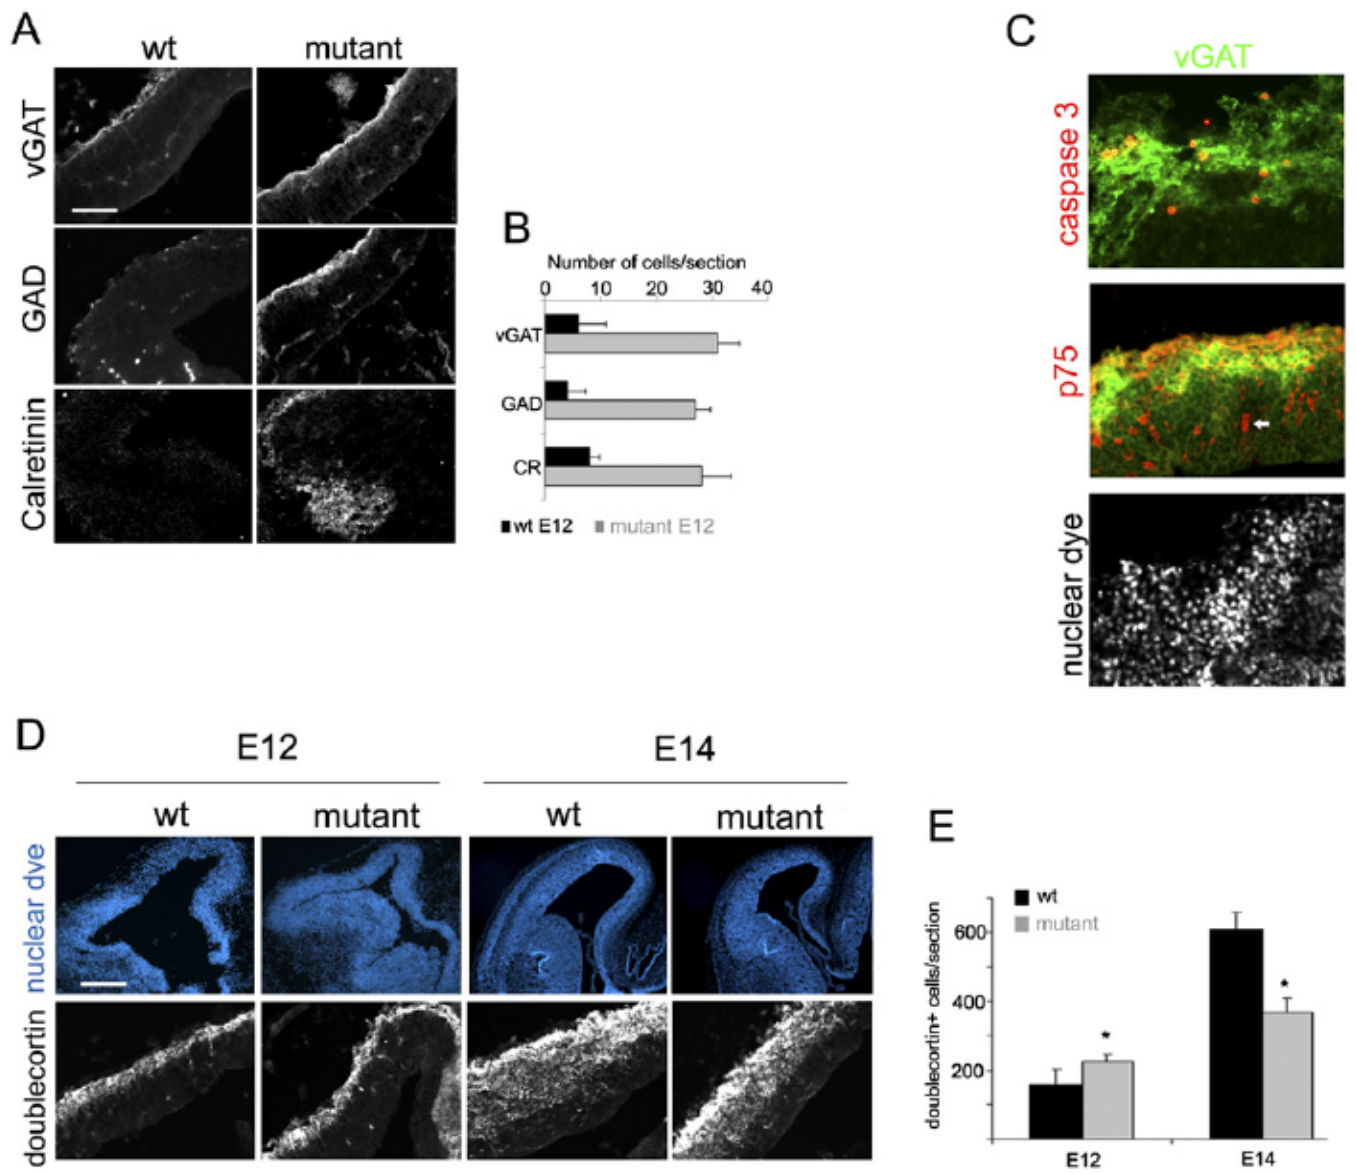 A
wt mutant
vGAT
GAD
Calretinin
B
Number of cells/section
0 10 20 30 40
vGAT
GAD
CR
wt E12 mutant E12
C
vGAT
caspase 3
p75
nuclear dye
D
E12 E14
wt mutant wt mutant
nuclear dye
doublecortin
E
wt
mutant
doublecortin+ cells/section
600
400
200
* *
E12 E14